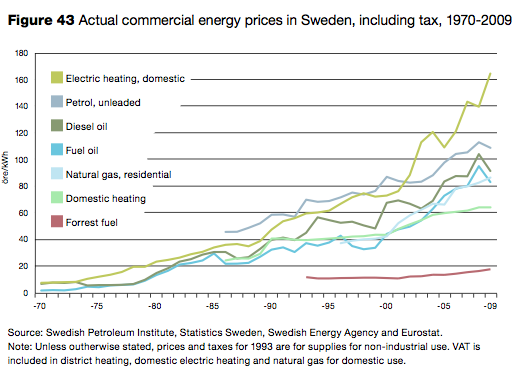 Figure 43 Actual commercial energy prices in Sweden, including tax, 1970-2009
180
160
140
120
100
80
60
40
20
0
öre/kWh
Electric heating, domestic
Petrol, unleaded
Diesel oil
Fuel oil
Natural gas, residential
Domestic heating
Forrest fuel
-70 -75 -80 -85 -90 -95 -00 -05 -09
Source: Swedish Petroleum Institute, Statistics Sweden, Swedish Energy Agency and Eurostat.
Note: Unless outherwise stated, prices and taxes for 1993 are for supplies for non-industrial use. VAT is
included in district heating, domestic electric heating and natural gas for domestic use.